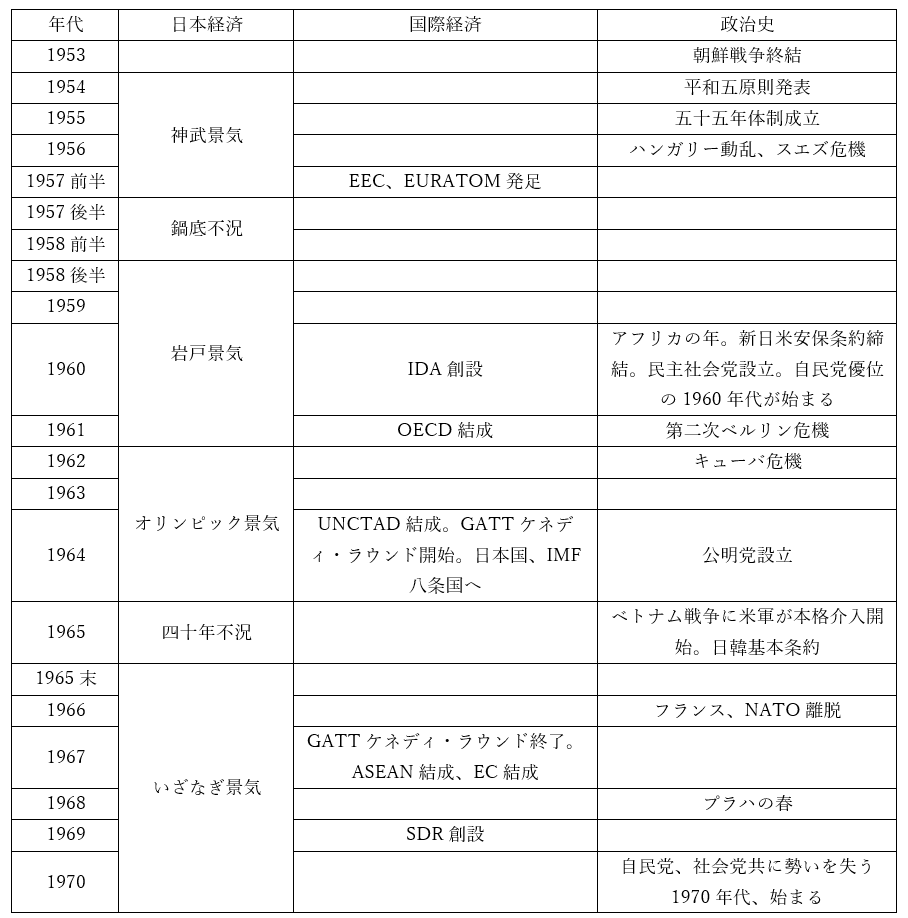 年代 日本経済 国際経済 政治史
1953 朝鮮戦争終結
1954 平和五原則発表
1955 五十五年体制成立
神武景気
1956 ハンガリー動乱、スエズ危機
1957 前半 EEC、EURATOM 発足
1957 後半
鍋底不況
1958 前半
1958 後半
1959
岩戸景気
1960 IDA 創設 アフリカの年。新日米安保条約締
結。民主社会党設立。自民党優位
の 1960 年代が始まる
1961 OECD 結成 第二次ベルリン危機
1962 キューバ危機
1963
オリンピック景気
1964 UNCTAD 結成。GATT ケネデ
ィ・ラウンド開始。日本国、IMF
八条国へ
公明党設立
1965 四十年不況 ベトナム戦争に米軍が本格介入開
始。日韓基本条約
1965 末
1966 フランス、NATO 離脱
1967 GATT ケネディ・ラウンド終了。
ASEAN 結成、EC 結成
いざなぎ景気
1968 プラハの春
1969 SDR 創設
1970 自民党、社会党共に勢いを失う
1970 年代、始まる